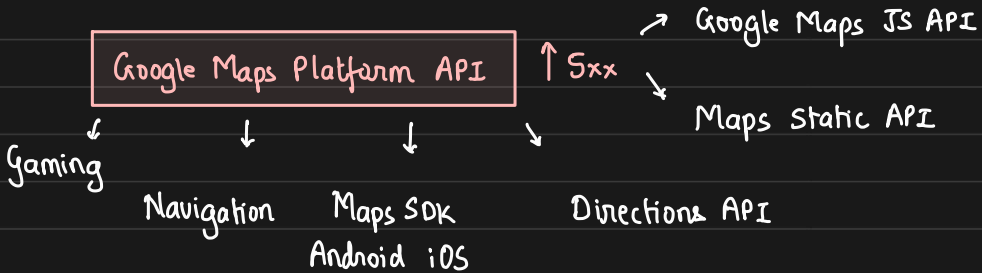 Google Maps JS API
Google Maps Platform API ↑ 5xx
Maps Static API
Gaming
Navigation
Maps SDK
Android iOS
Directions API